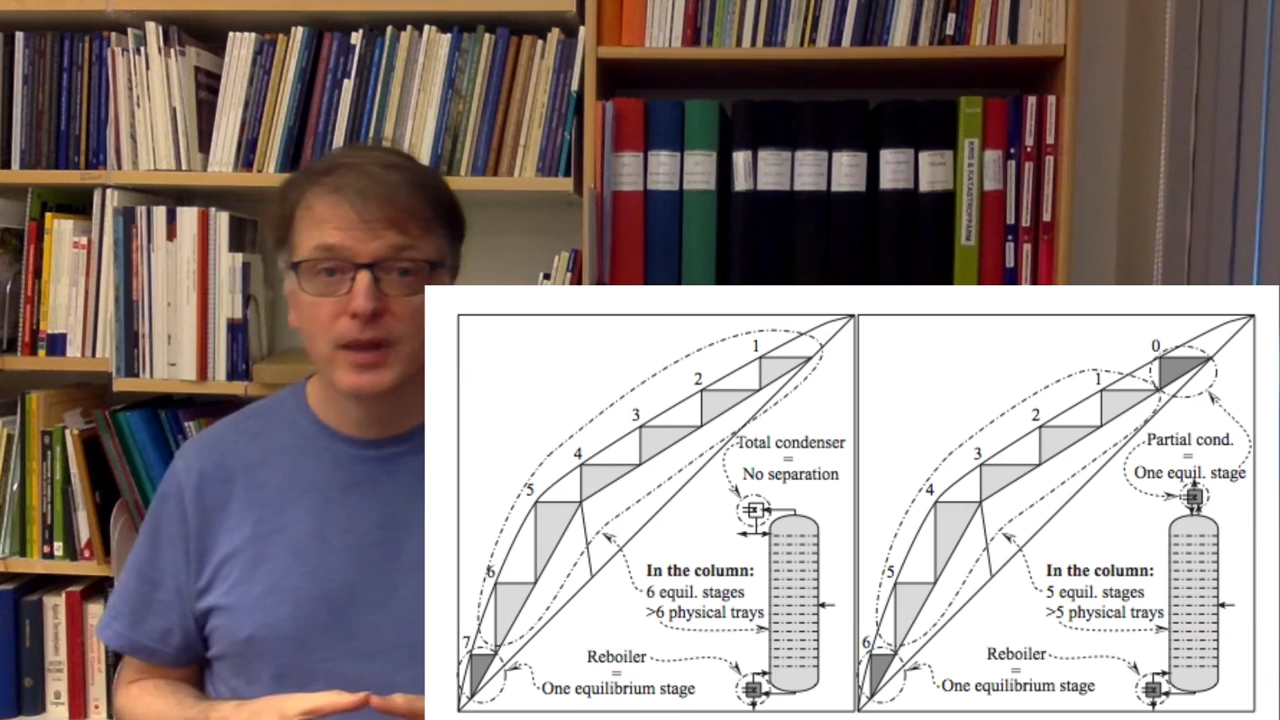 KRIS & KATASTROFFARM
1
2
3
4
5
6
7
Total condenser
=
No separation
In the column:
6 equil. stages
>6 physical trays
Reboiler
=
One equilibrium stage
0
1
2
3
4
5
6
Partial cond.
=
One equil. stage
In the column:
5 equil. stages
>5 physical trays
Reboiler
=
One equilibrium stage